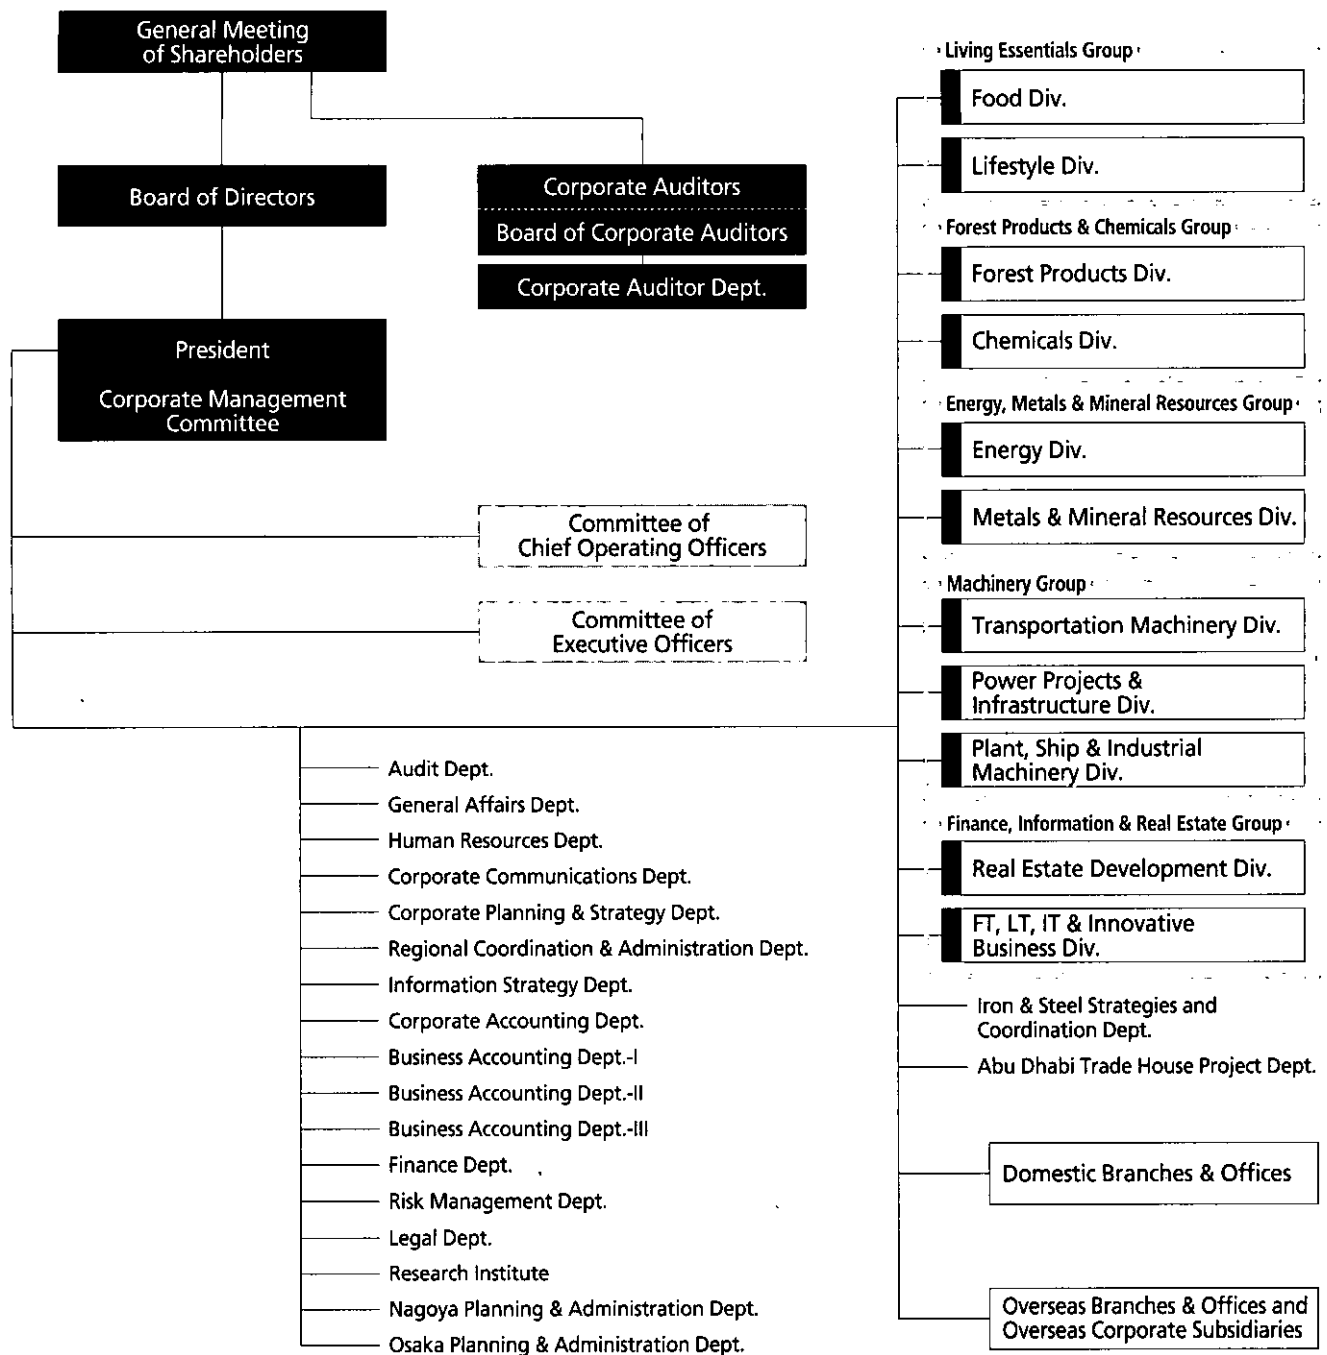 General Meeting
of Shareholders
Board of Directors
Corporate Auditors
Board of Corporate Auditors
Corporate Auditor Dept.
President
Corporate Management
Committee
Committee of
Chief Operating Officers
Committee of
Executive Officers
Audit Dept.
General Affairs Dept.
Human Resources Dept.
Corporate Communications Dept.
Corporate Planning & Strategy Dept.
Regional Coordination & Administration Dept.
Information Strategy Dept.
Corporate Accounting Dept.
Business Accounting Dept.-I
Business Accounting Dept.-II
Business Accounting Dept.-III
Finance Dept.
Risk Management Dept.
Legal Dept.
Research Institute
Nagoya Planning & Administration Dept.
Osaka Planning & Administration Dept.
Living Essentials Group
Food Div.
Lifestyle Div.
Forest Products & Chemicals Group
Forest Products Div.
Chemicals Div.
Energy, Metals & Mineral Resources Group
Energy Div.
Metals & Mineral Resources Div.
Machinery Group
Transportation Machinery Div.
Power Projects &
Infrastructure Div.
Plant, Ship & Industrial
Machinery Div.
Finance, Information & Real Estate Group
Real Estate Development Div.
FT, LT, IT & Innovative
Business Div.
Iron & Steel Strategies and
Coordination Dept.
Abu Dhabi Trade House Project Dept.
Domestic Branches & Offices
Overseas Branches & Offices and
Overseas Corporate Subsidiaries